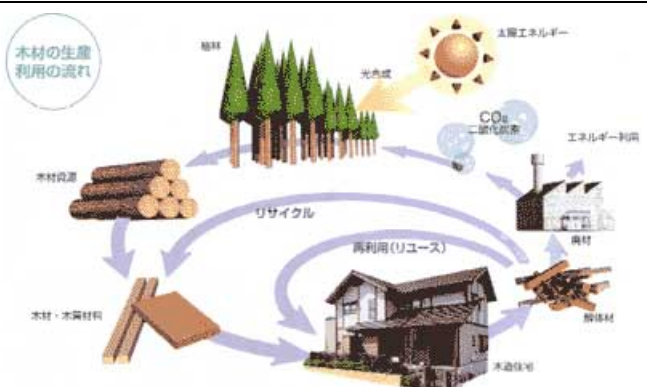 木材の生産
利用の流れ
植林
太陽エネルギー
光合成
CO₂
二酸化炭素
エネルギー利用
木材資源
リサイクル
廃材
再利用(リユース)
木材・木質材料
解体材
木造住宅